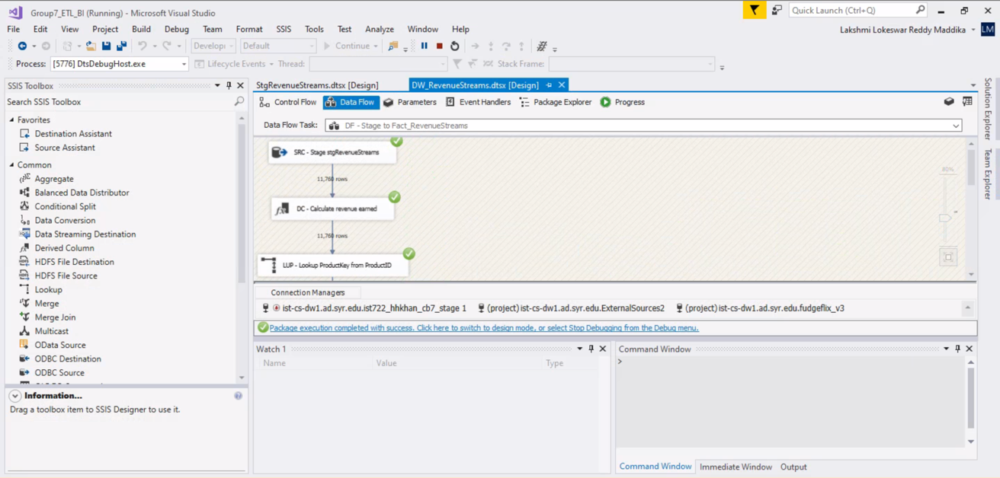 Group7_ETL_BI (Running) - Microsoft Visual Studio
Quick Launch (Ctrl+Q)
File Edit View Project Build Debug Team Format SSIS Tools Test Analyze Window Help
Lakshmi Lokeswar Reddy Maddika LM
Developi Default Continue
Process: [5776] DtsDebugHost.exe Lifecycle Events Thread: Stack Frame:
SSIS Toolbox
Search SSIS Toolbox
Favorites
Destination Assistant
Source Assistant
Common
Aggregate
Balanced Data Distributor
Conditional Split
Data Conversion
Data Streaming Destination
Derived Column
HDFS File Destination
HDFS File Source
Lookup
Merge
Merge Join
Multicast
OData Source
ODBC Destination
ODBC Source
Information...
Drag a toolbox item to SSIS Designer to use it.
StgRevenueStreams.dtsx [Design] DW_RevenueStreams.dtsx [Design]
Control Flow Data Flow Parameters Event Handlers Package Explorer Progress
Data Flow Task: DF - Stage to Fact_RevenueStreams
SRC - Stage stgRevenueStreams
11,760 rows
DC - Calculate revenue earned
11,760 rows
LUP - Lookup ProductKey from ProductID
80%
Connection Managers
ist-cs-dw1.ad.syr.edu.ist722_hhkhan_cb7_stage 1 (project) ist-cs-dw1.ad.syr.edu.ExternalSources2 (project) ist-cs-dw1.ad.syr.edu.fudgeflix_v3
Package execution completed with success. Click here to switch to design mode, or select Stop Debugging from the Debug menu.
Watch 1
Name Value Type
Command Window
>
Command Window Immediate Window Output
Solution Explorer
Team Explorer